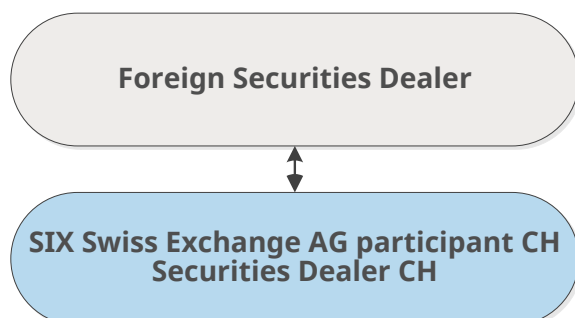 Foreign Securities Dealer
SIX Swiss Exchange AG participant CH
Securities Dealer CH